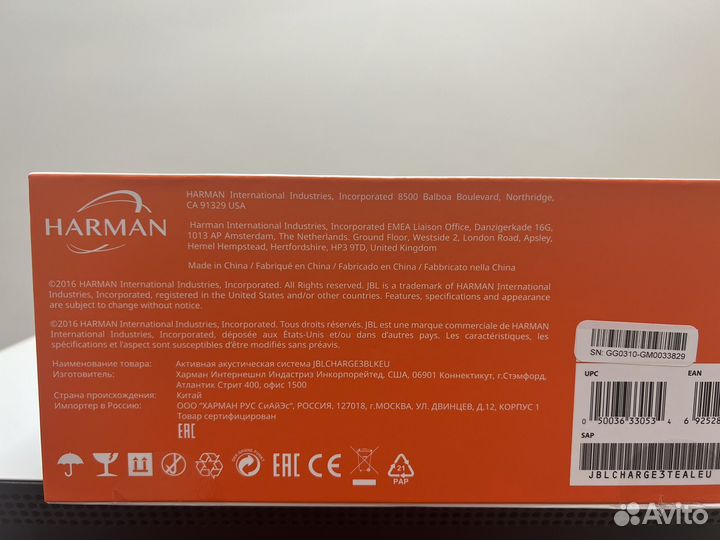 HARMAN
HARMAN International Industries, Incorporated 8500 Balboa Boulevard, Northridge,
CA 91329 USA
Harman International Industries, Incorporated EMEA Liaison Office, Danzigerkade 16G,
1013 AP Amsterdam, The Netherlands. Ground Floor, Westside 2, London Road, Apsley,
Hemel Hempstead, Hertfordshire, HP3 9TD, United Kingdom
Made in China / Fabriqué en China / Fabricado en China / Fabbricato nella China
©2016 HARMAN International Industries, Incorporated. All Rights Reserved. JBL is a trademark of HARMAN International
Industries, Incorporated, registered in the United States and/or other countries. Features, specifications and appearance
are subject to change without notice.
©2016 HARMAN International Industries, Incorporated. Tous droits réservés. JBL est une marque commerciale de HARMAN
International Industries, Incorporated, déposée aux États-Unis et/ou dans d'autres pays. Les caractéristiques, les
spécifications et l'aspect sont susceptibles d'être modifiés sans préavis.
Наименование товара: Активная акустическая система JBLCHARGE3BLKEU
Изготовитель: Харман Интернешнл Индастриз Инкорпорейтед, США, 06901 Коннектикут, г.Стэмфорд,
Атлантик Стрит 400, офис 1500
Страна происхождения: Китай
Импортер в Россию: ООО "ХАРМАН РУС СиАйЭс", РОССИЯ, 127018, г.МОСКВА, УЛ. ДВИНЦЕВ, Д.12, КОРПУС 1
Товар сертифицирован
EAC
EAC CE 21
PAP
SN: GG0310-GM0033829
UPC EAN
0 50036 33053 4 6 92528
SAP
JBLCHARGE3TEALEU
Avito